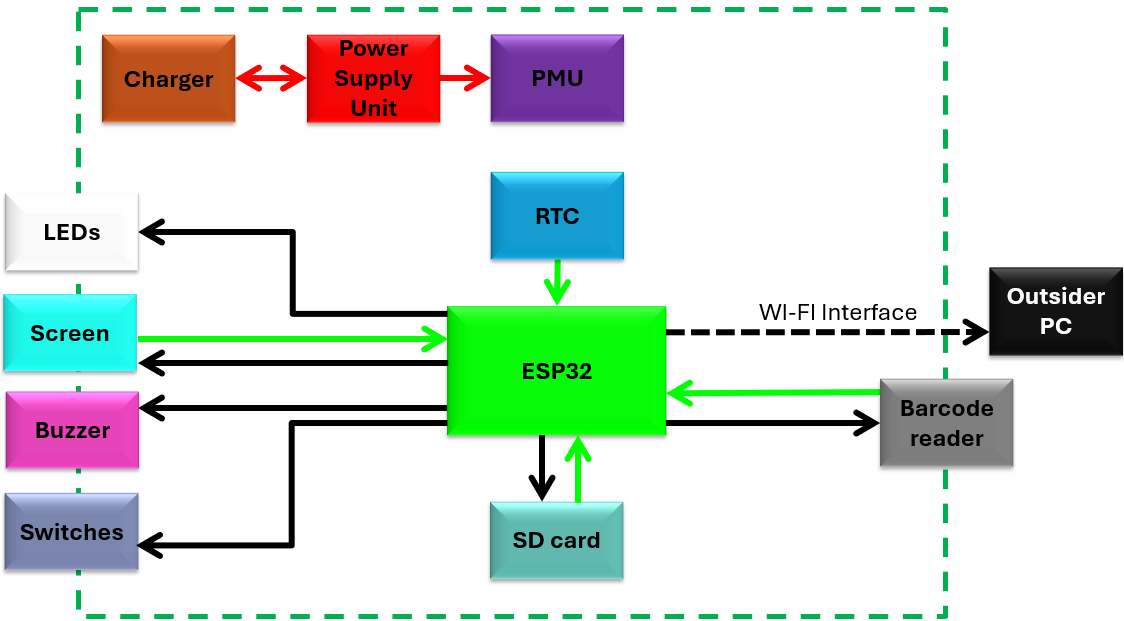 Charger
Power
Supply
Unit
PMU
LEDs
RTC
Screen
ESP32
WI-FI Interface
Outsider
PC
Buzzer
Barcode
reader
Switches
SD card